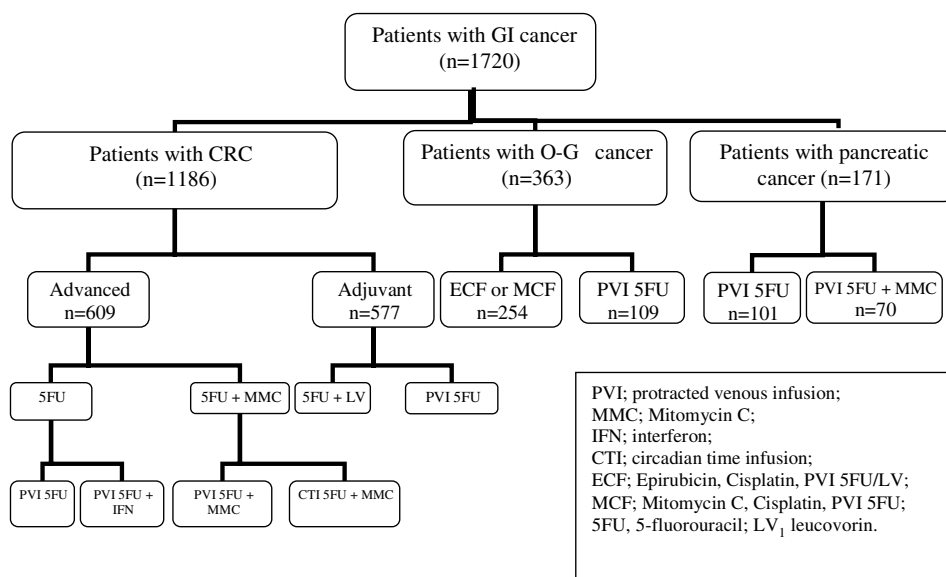 Patients with GI cancer
(n=1720)
Patients with CRC
(n=1186)
Patients with O-G cancer
(n=363)
Patients with pancreatic
cancer (n=171)
Advanced
n=609
Adjuvant
n=577
ECF or MCF
n=254
PVI 5FU
n=109
PVI 5FU
n=101
PVI 5FU + MMC
n=70
5FU
5FU + MMC
5FU + LV
PVI 5FU
PVI 5FU
PVI 5FU +
IFN
PVI 5FU +
MMC
CTI 5FU + MMC
PVI; protracted venous infusion;
MMC; Mitomycin C;
IFN; interferon;
CTI; circadian time infusion;
ECF; Epirubicin, Cisplatin, PVI 5FU/LV;
MCF; Mitomycin C, Cisplatin, PVI 5FU;
5FU, 5-fluorouracil; LV₁ leucovorin.